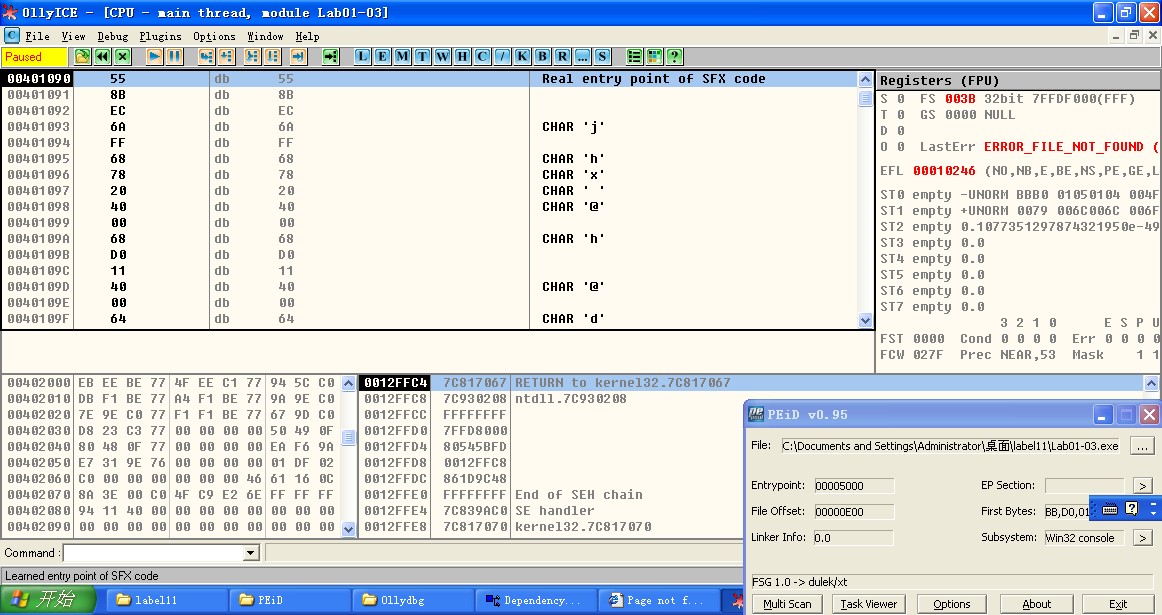 OllyICE - [CPU - main thread, module Lab01-03]
C File View Debug Plugins Options Window Help
Paused L E M T W H C / K B R ... S ?
00401090 55 db 55 Real entry point of SFX code
00401091 8B db 8B
00401092 EC db EC
00401093 6A db 6A CHAR 'j'
00401094 FF db FF
00401095 68 db 68 CHAR 'h'
00401096 78 db 78 CHAR 'x'
00401097 20 db 20 CHAR ' '
00401098 40 db 40 CHAR '@'
00401099 00 db 00
0040109A 68 db 68 CHAR 'h'
0040109B D0 db D0
0040109C 11 db 11
0040109D 40 db 40 CHAR '@'
0040109E 00 db 00
0040109F 64 db 64 CHAR 'd'
Registers (FPU)
S 0 FS 003B 32bit 7FFDF000(FFF)
T 0 GS 0000 NULL
D 0
O 0 LastErr ERROR_FILE_NOT_FOUND (
EFL 00010246 (NO,NB,E,BE,NS,PE,GE,L
ST0 empty -UNORM BBB0 01050104 004F
ST1 empty +UNORM 0079 006C006C 006F
ST2 empty 0.1077351297874321950e-49
ST3 empty 0.0
ST4 empty 0.0
ST5 empty 0.0
ST6 empty 0.0
ST7 empty 0.0
3 2 1 0 E S P U
FST 0000 Cond 0 0 0 0 Err 0 0 0 0
FCW 027F Prec NEAR,53 Mask 1 1
00402000 EB EE BE 77 4F EE C1 77 94 5C C0
00402010 DB F1 BE 77 A4 F1 BE 77 9A 9E C0
00402020 7E 9E C0 77 F1 F1 BE 77 67 9D C0
00402030 D8 23 C3 77 00 00 00 00 50 49 0F
00402040 80 48 0F 77 00 00 00 00 EA F6 9A
00402050 E7 31 9E 76 00 00 00 00 01 DF 02
00402060 C0 00 00 00 00 00 46 61 16 0C
00402070 8A 3E 00 C0 4F C9 E2 6E FF FF FF
00402080 94 11 40 00 00 00 00 00 00 00 00
00402090 00 00 00 00 00 00 00 00 00 00 00
0012FFC4 7C817067 RETURN to kernel32.7C817067
0012FFC8 7C930208 ntdll.7C930208
0012FFCC FFFFFFFF
0012FFD0 7FFD8000
0012FFD4 80545BFD
0012FFD8 0012FFC8
0012FFDC 861D9C48
0012FFE0 FFFFFFFF End of SEH chain
0012FFE4 7C839AC0 SE handler
0012FFE8 7C817070 kernel32.7C817070
PEiD v0.95
File: C:\Documents and Settings\Administrator\桌面\label11\Lab01-03.exe ...
Entrypoint: 00005000 EP Section: >
File Offset: 00000E00 First Bytes: BB,D0,01
Linker Info: 0.0 Subsystem: Win32 console >
FSG 1.0 -> dulek/xt
Multi Scan Task Viewer Options About Exit
Command :
Learned entry point of SFX code
开始 label11 PEiD Ollydbg Dependency... Page not f...